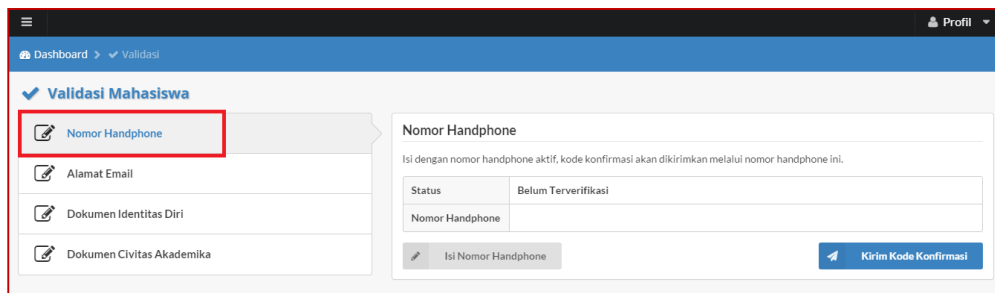 Profil
Dashboard > Validasi
Validasi Mahasiswa
Nomor Handphone
Alamat Email
Dokumen Identitas Diri
Dokumen Civitas Akademika
Nomor Handphone
Isi dengan nomor handphone aktif, kode konfirmasi akan dikirimkan melalui nomor handphone ini.
Status Belum Terverifikasi
Nomor Handphone
Isi Nomor Handphone
Kirim Kode Konfirmasi